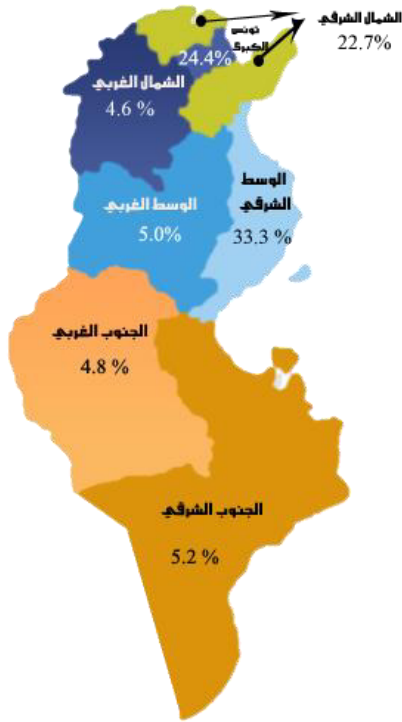 الشمال الشرقي
22.7%
تونس
الكبرى
24.4%
الشمال الغربي
4.6 %
الوسط
الشرقي
33.3 %
الوسط الغربي
5.0%
الجنوب الغربي
4.8 %
الجنوب الشرقي
5.2 %